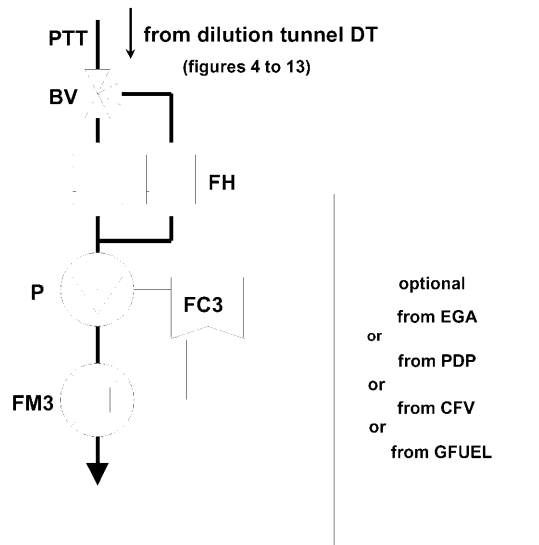 PTT
from dilution tunnel DT
(figures 4 to 13)
BV
FH
P
FC3
FM3
optional
from EGA
or
from PDP
or
from CFV
or
from GFUEL